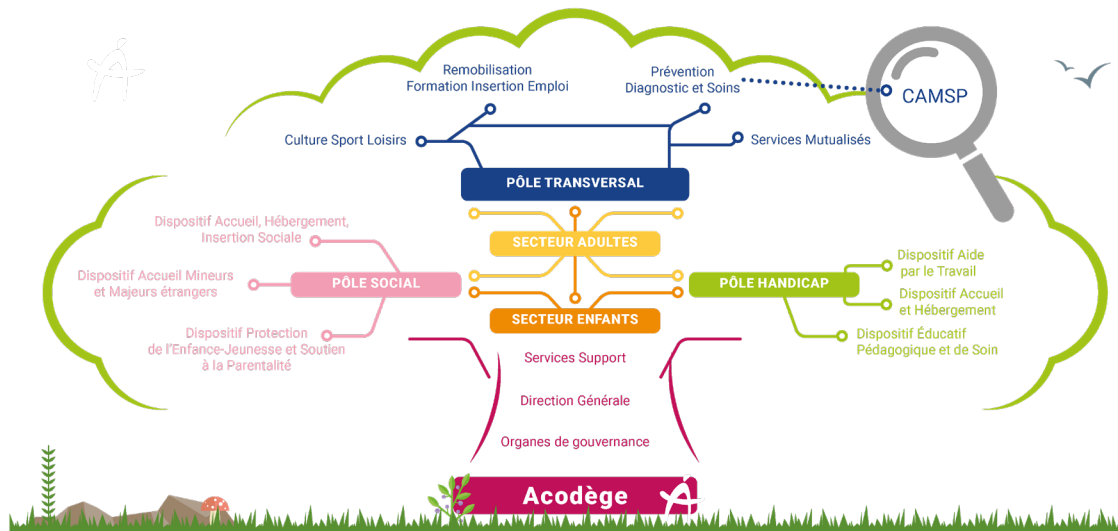 Remobilisation
Formation Insertion Emploi
Prévention
Diagnostic et Soins
CAMSP
Culture Sport Loisirs
Services Mutualisés
PÔLE TRANSVERSAL
Dispositif Accueil, Hébergement,
Insertion Sociale
SECTEUR ADULTES
Dispositif Aide
par le Travail
Dispositif Accueil Mineurs
et Majeurs étrangers
PÔLE SOCIAL
PÔLE HANDICAP
Dispositif Accueil
et Hébergement
SECTEUR ENFANTS
Dispositif Protection
de l'Enfance-Jeunesse et Soutien
à la Parentalité
Dispositif Éducatif
Pédagogique et de Soin
Services Support
Direction Générale
Organes de gouvernance
Acodège